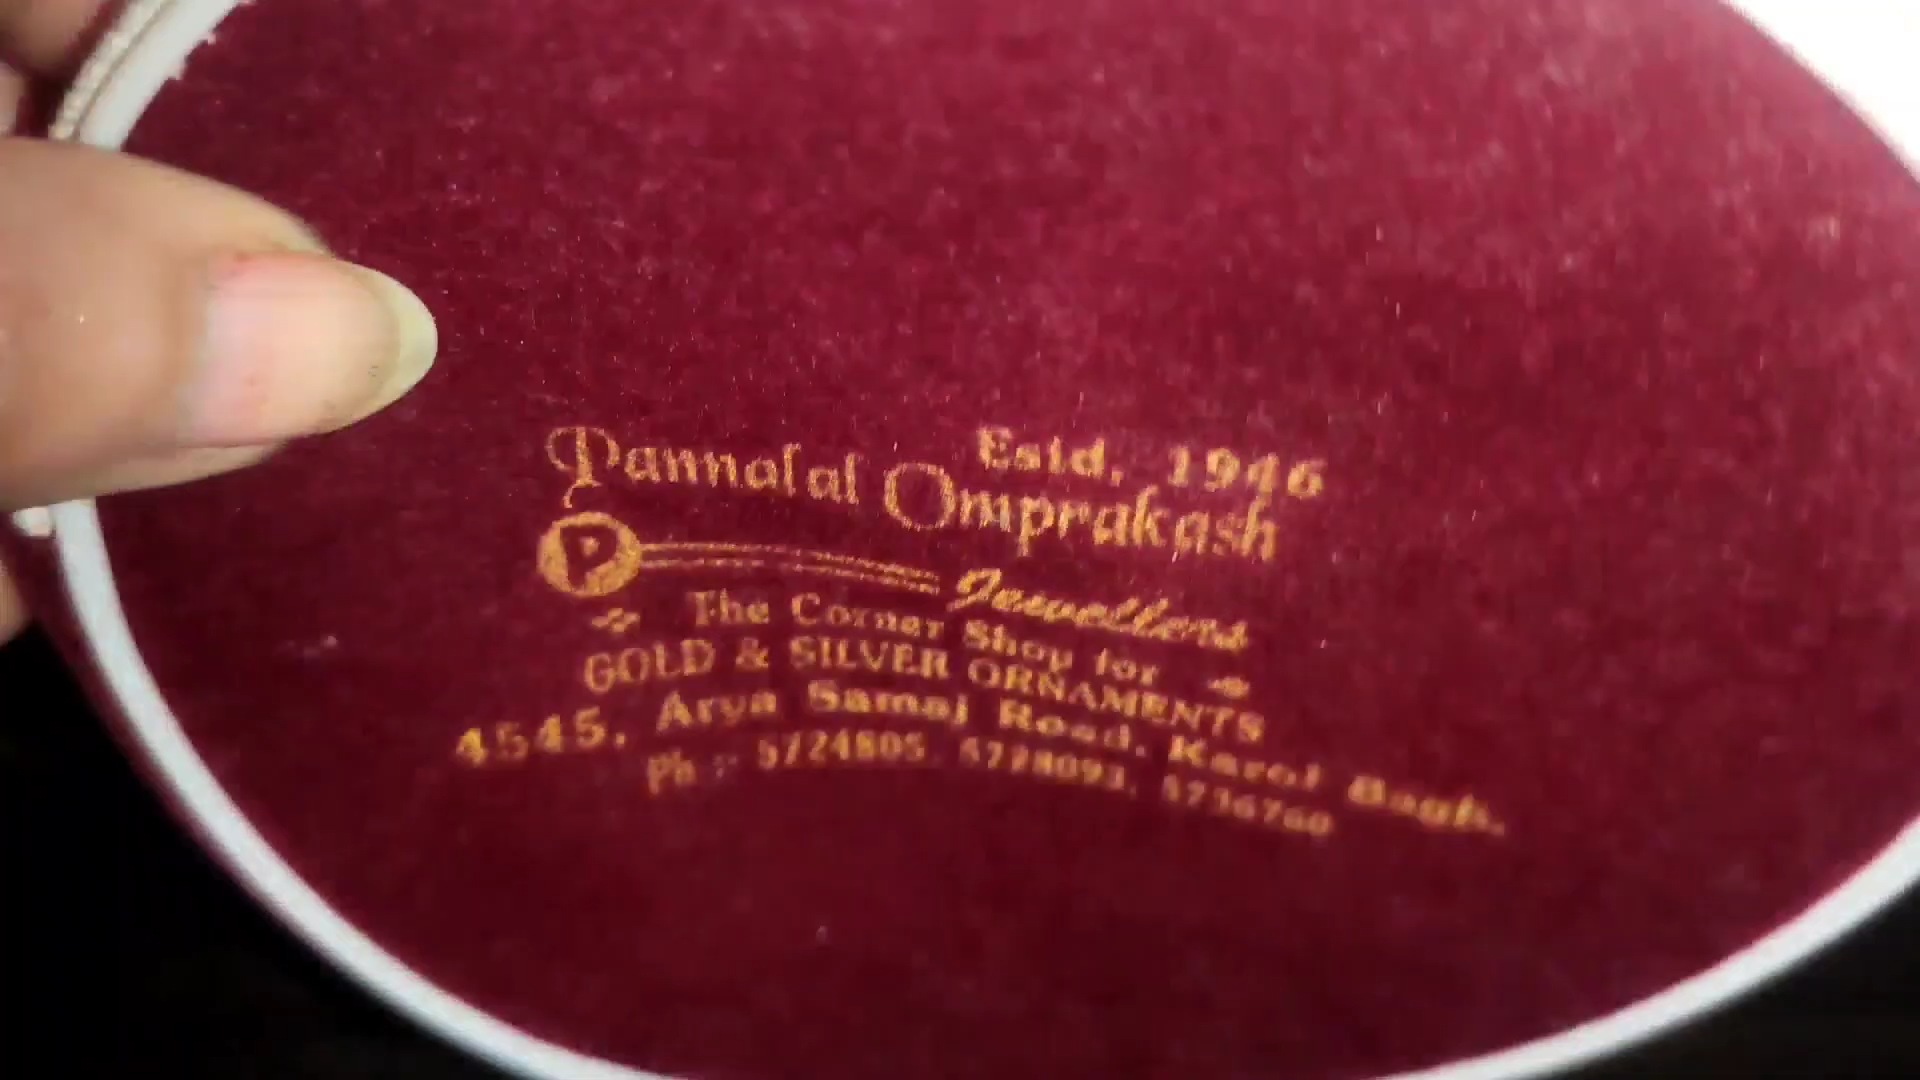 Estd. 1946
Pannalal Omprakash
P
Jewellers
The Corner Shop for
GOLD & SILVER ORNAMENTS
4545, Arya Samaj Road, Karol Bagh,
Ph : 5724805, 5728093, 5736760